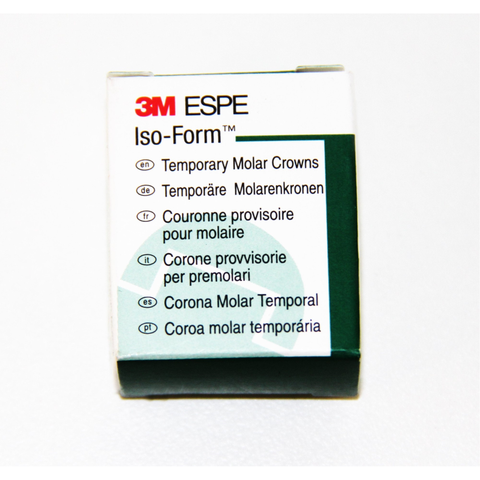 3M ESPE
Iso-Form™
en Temporary Molar Crowns
de Temporäre Molarenkronen
fr Couronne provisoire
pour molaire
it Corone provvisorie
per premolari
es Corona Molar Temporal
pt Coroa molar temporária